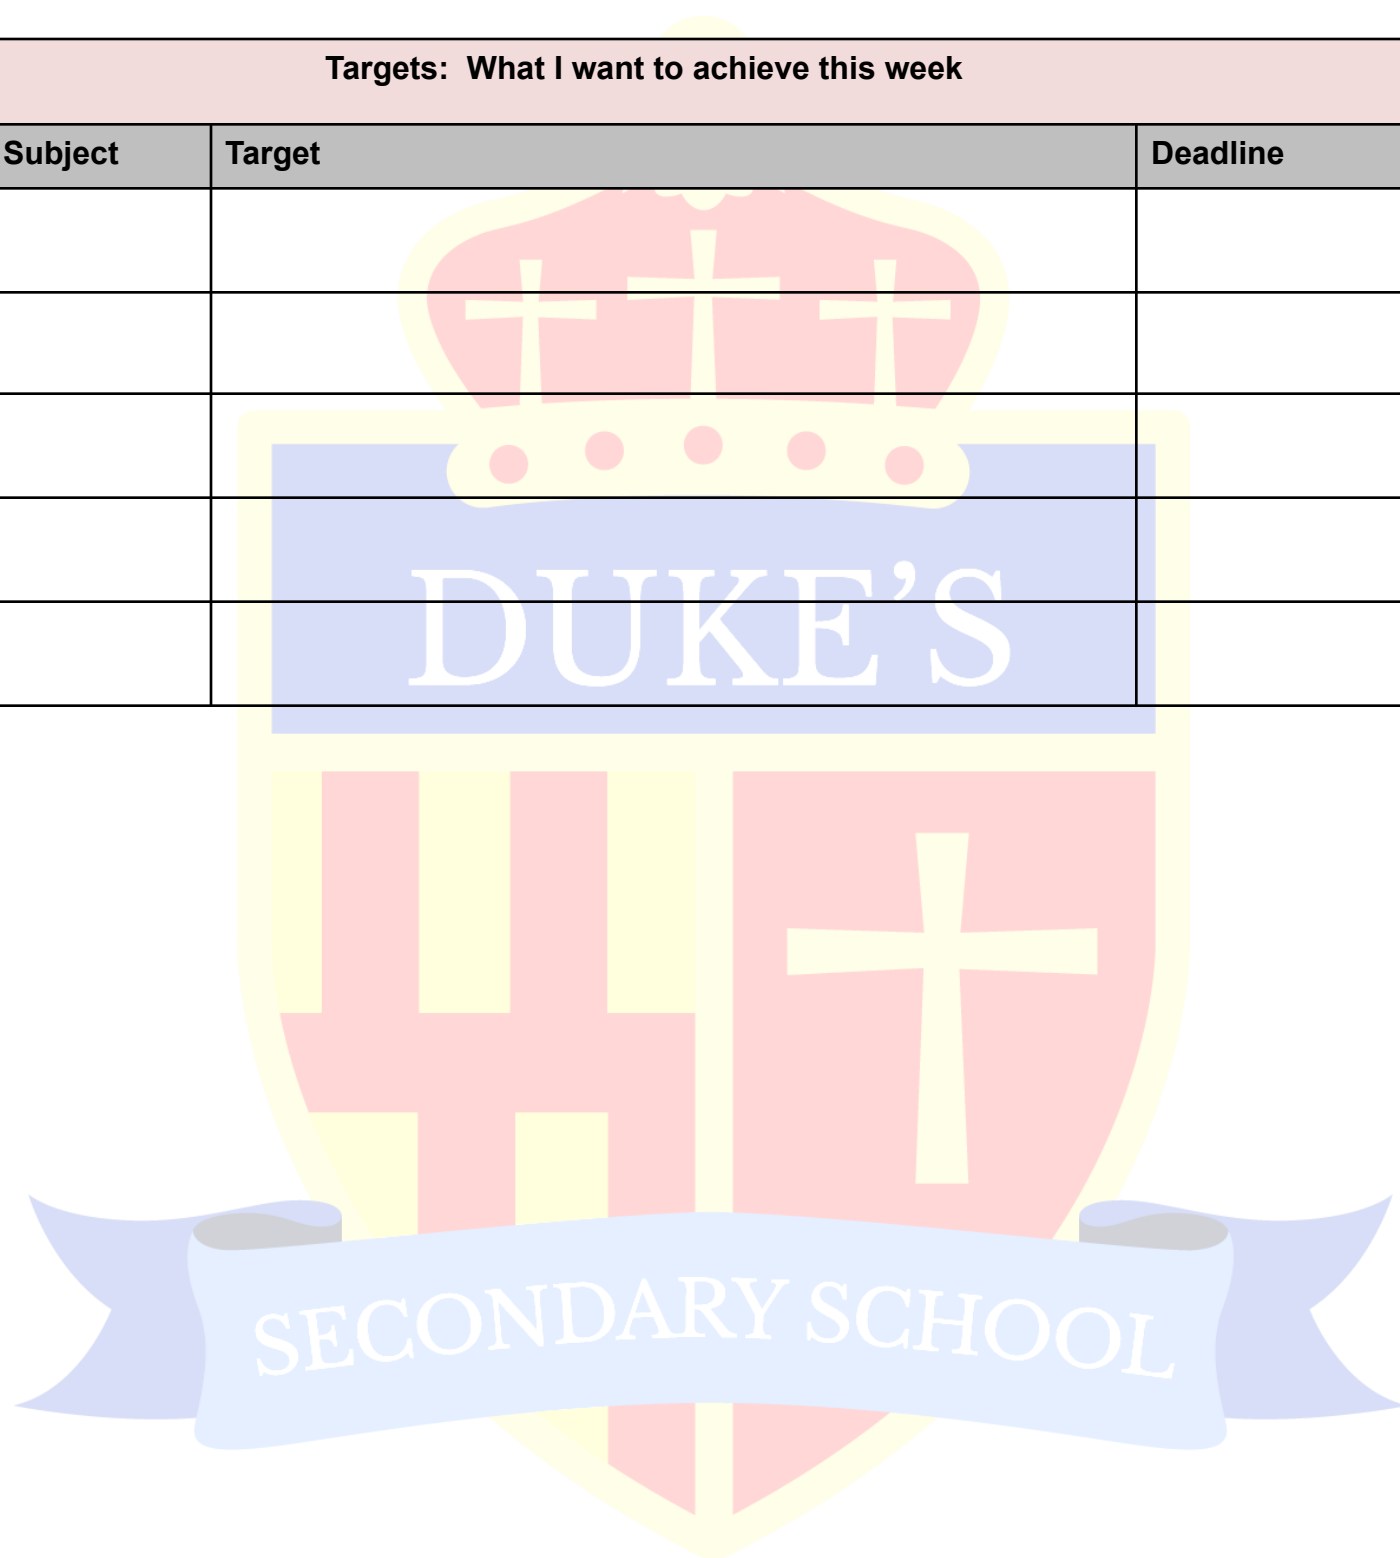 Targets:  What I want to achieve this week
Subject Target Deadline
DUKE’S
SECONDARY SCHOOL